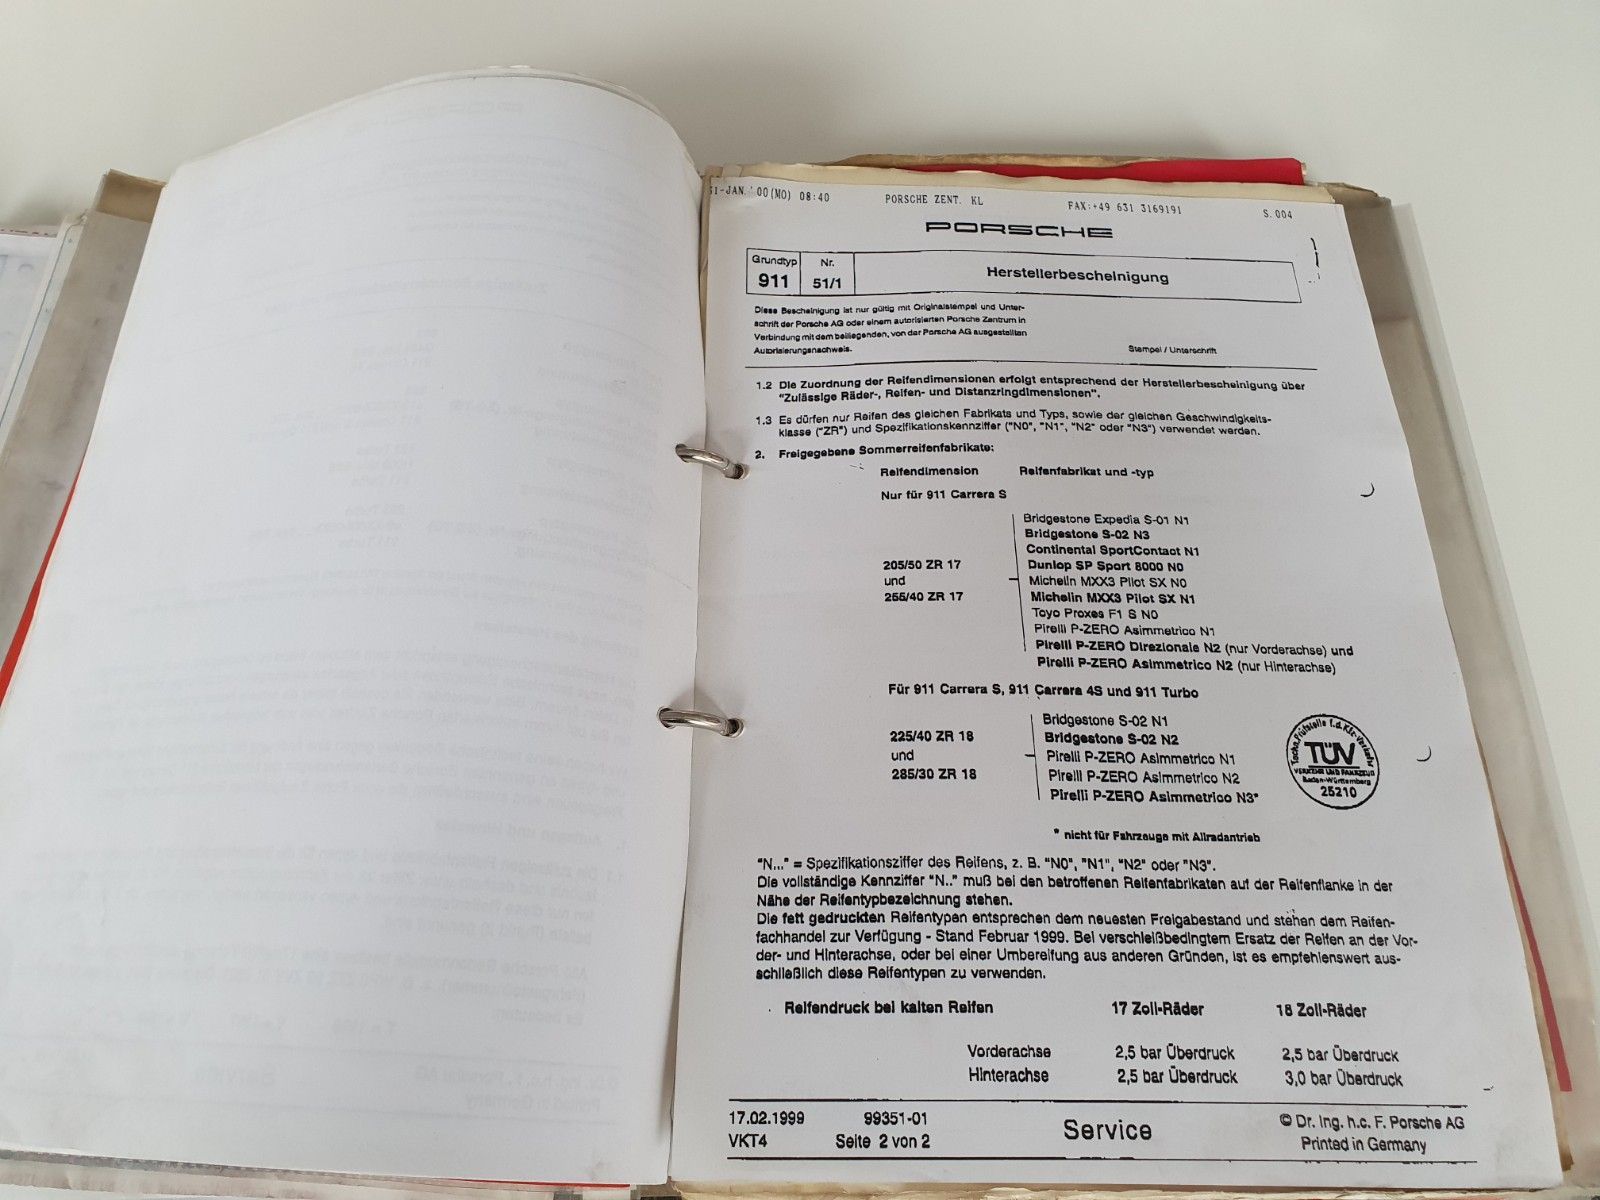 31-JAN.'00(MO) 08:40 PORSCHE ZENT. KL FAX:+49 631 3169191 S.004
PORSCHE
Grundtyp Nr.
911 51/1 Herstellerbescheinigung
Diese Bescheinigung ist nur gültig mit Originalstempel und Unter-
schrift der Porsche AG oder einem autorisierten Porsche Zentrum in
Verbindung mit dem beiliegenden, von der Porsche AG ausgestellten
Autorisierungsnachweis. Stempel / Unterschrift
1.2 Die Zuordnung der Reifendimensionen erfolgt entsprechend der Herstellerbescheinigung über
"Zulässige Räder-, Reifen- und Distanzringdimensionen".
1.3 Es dürfen nur Reifen des gleichen Fabrikats und Typs, sowie der gleichen Geschwindigkeits-
klasse ("ZR") und Spezifikationskennziffer ("N0", "N1", "N2" oder "N3") verwendet werden.
2. Freigegebene Sommerreifenfabrikate:
Reifendimension Reifenfabrikat und -typ
Nur für 911 Carrera S
Bridgestone Expedia S-01 N1
Bridgestone S-02 N3
Continental SportContact N1
205/50 ZR 17 Dunlop SP Sport 8000 N0
und Michelin MXX3 Pilot SX N0
255/40 ZR 17 Michelin MXX3 Pilot SX N1
Toyo Proxes F1 S N0
Pirelli P-ZERO Asimmetrico N1
Pirelli P-ZERO Direzionale N2 (nur Vorderachse) und
Pirelli P-ZERO Asimmetrico N2 (nur Hinterachse)
Für 911 Carrera S, 911 Carrera 4S und 911 Turbo
Bridgestone S-02 N1
225/40 ZR 18 Bridgestone S-02 N2
und Pirelli P-ZERO Asimmetrico N1
285/30 ZR 18 Pirelli P-ZERO Asimmetrico N2
Pirelli P-ZERO Asimmetrico N3*
Techn. Prüfstelle f.d. Kfz-Verkehr
TÜV
VERKEHR UND FAHRZEUG
Baden-Württemberg
25210
* nicht für Fahrzeuge mit Allradantrieb
"N..." = Spezifikationsziffer des Reifens, z. B. "N0", "N1", "N2" oder "N3".
Die vollständige Kennziffer "N.." muß bei den betroffenen Reifenfabrikaten auf der Reifenflanke in der
Nähe der Reifentypbezeichnung stehen.
Die fett gedruckten Reifentypen entsprechen dem neuesten Freigabestand und stehen dem Reifen-
fachhandel zur Verfügung - Stand Februar 1999. Bei verschleißbedingtem Ersatz der Reifen an der Vor-
der- und Hinterachse, oder bei einer Umbereifung aus anderen Gründen, ist es empfehlenswert aus-
schließlich diese Reifentypen zu verwenden.
Reifendruck bei kalten Reifen 17 Zoll-Räder 18 Zoll-Räder
Vorderachse 2,5 bar Überdruck 2,5 bar Überdruck
Hinterachse 2,5 bar Überdruck 3,0 bar Überdruck
17.02.1999 99351-01 Service © Dr. Ing. h.c. F. Porsche AG
VKT4 Seite 2 von 2 Printed in Germany